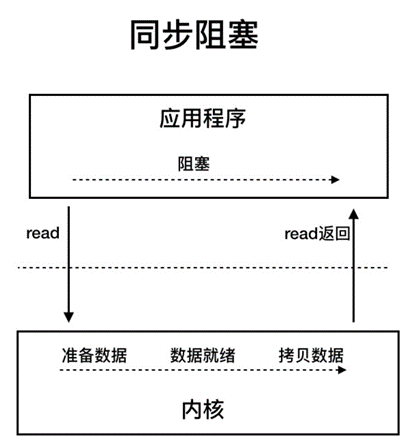 同步阻塞
应用程序
阻塞
read
read返回
准备数据 数据就绪 拷贝数据
内核